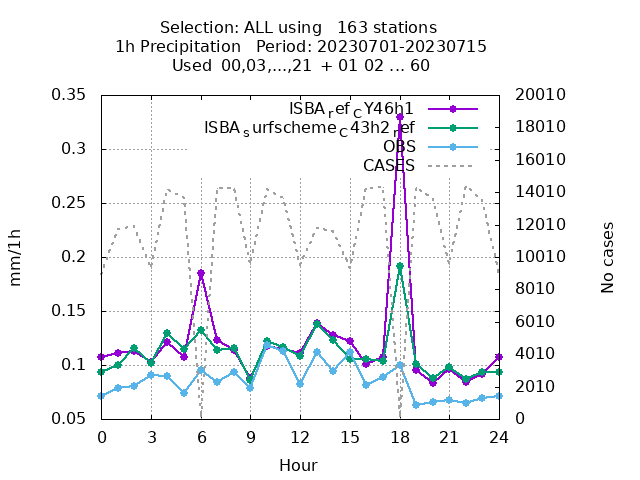 Selection: ALL using   163 stations
1h Precipitation   Period: 20230701-20230715
Used 00,03,...,21 + 01 02 ... 60
0.35
0.3
0.25
0.2
0.15
0.1
0.05
mm/1h
ISBA_ref_CY46h1
ISBA_surfscheme_C43h2_ref
OBS
CASES
20010
18010
16010
14010
12010
10010
8010
6010
4010
2010
0
No cases
0 3 6 9 12 15 18 21 24
Hour